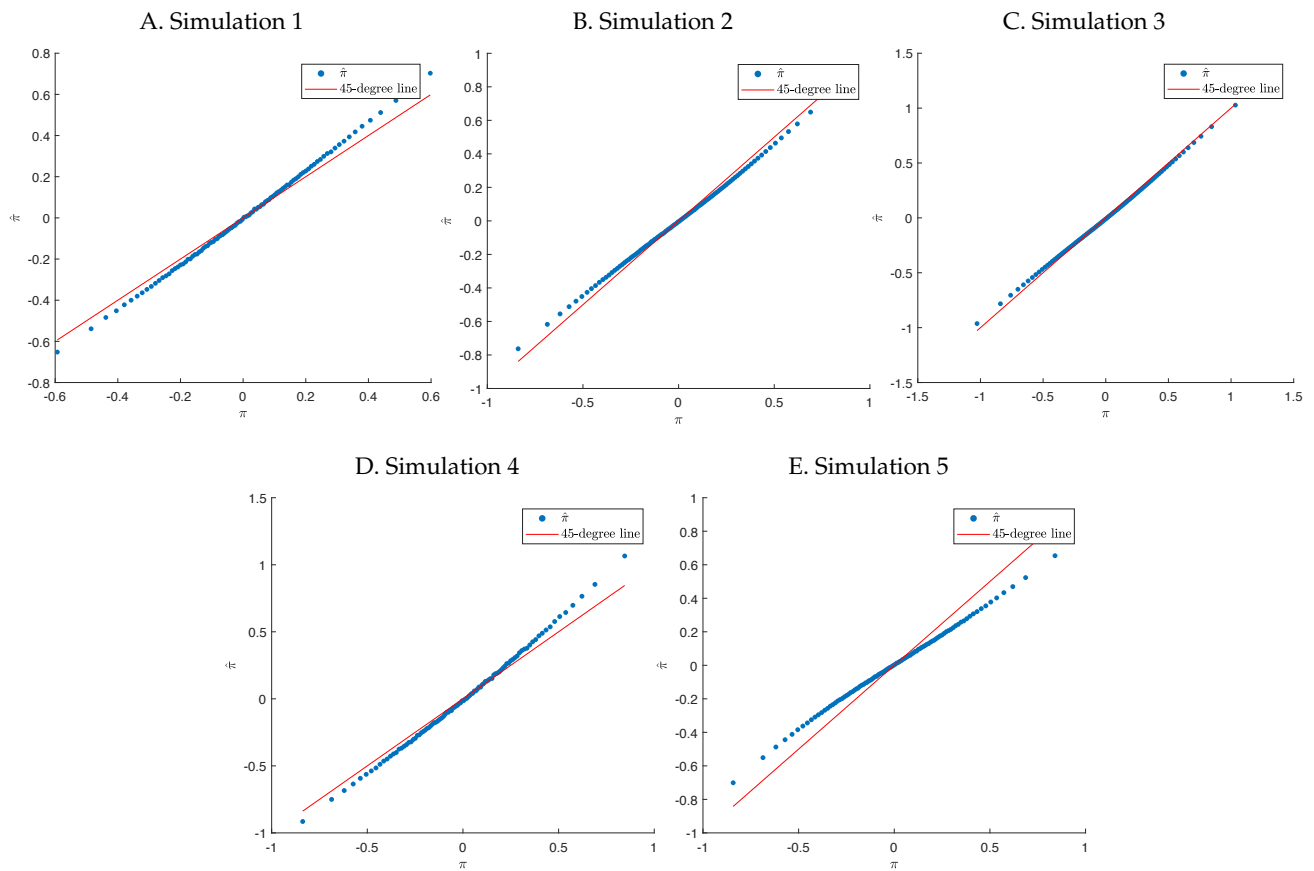 A. Simulation 1
0.8
0.6
0.4
0.2
0
-0.2
-0.4
-0.6
-0.8
-0.6
-0.4
-0.2
0
0.2
0.4
0.6
π
π̂
π̂
45-degree line
B. Simulation 2
1
0.8
0.6
0.4
0.2
0
-0.2
-0.4
-0.6
-0.8
-1
-1
-0.5
0
0.5
1
π
π̂
π̂
45-degree line
C. Simulation 3
1.5
1
0.5
0
-0.5
-1
-1.5
-1.5
-1
-0.5
0
0.5
1
1.5
π
π̂
π̂
45-degree line
D. Simulation 4
1.5
1
0.5
0
-0.5
-1
-1
-0.5
0
0.5
1
π
π̂
π̂
45-degree line
E. Simulation 5
1
0.8
0.6
0.4
0.2
0
-0.2
-0.4
-0.6
-0.8
-1
-1
-0.5
0
0.5
1
π
π̂
π̂
45-degree line